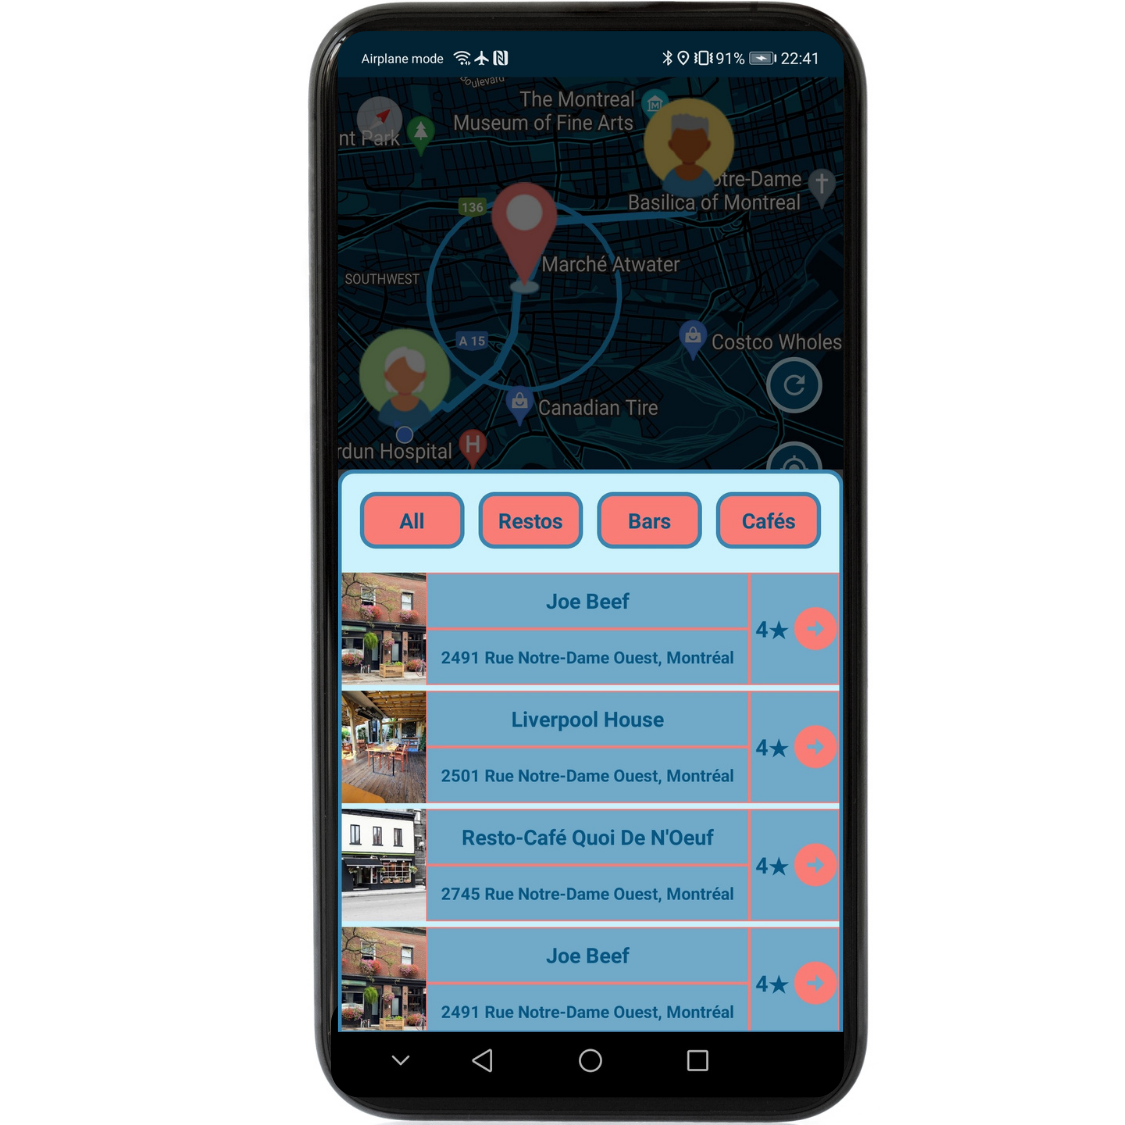 Airplane mode
91% 22:41
The Montreal
Museum of Fine Arts
nt Park
otre-Dame
Basilica of Montreal
136
Marché Atwater
SOUTHWEST
A 15
Costco Wholes
Canadian Tire
rdun Hospital
H
All
Restos
Bars
Cafés
Joe Beef
2491 Rue Notre-Dame Ouest, Montréal
4★
Liverpool House
2501 Rue Notre-Dame Ouest, Montréal
4★
Resto-Café Quoi De N'Oeuf
2745 Rue Notre-Dame Ouest, Montréal
4★
Joe Beef
2491 Rue Notre-Dame Ouest, Montréal
4★